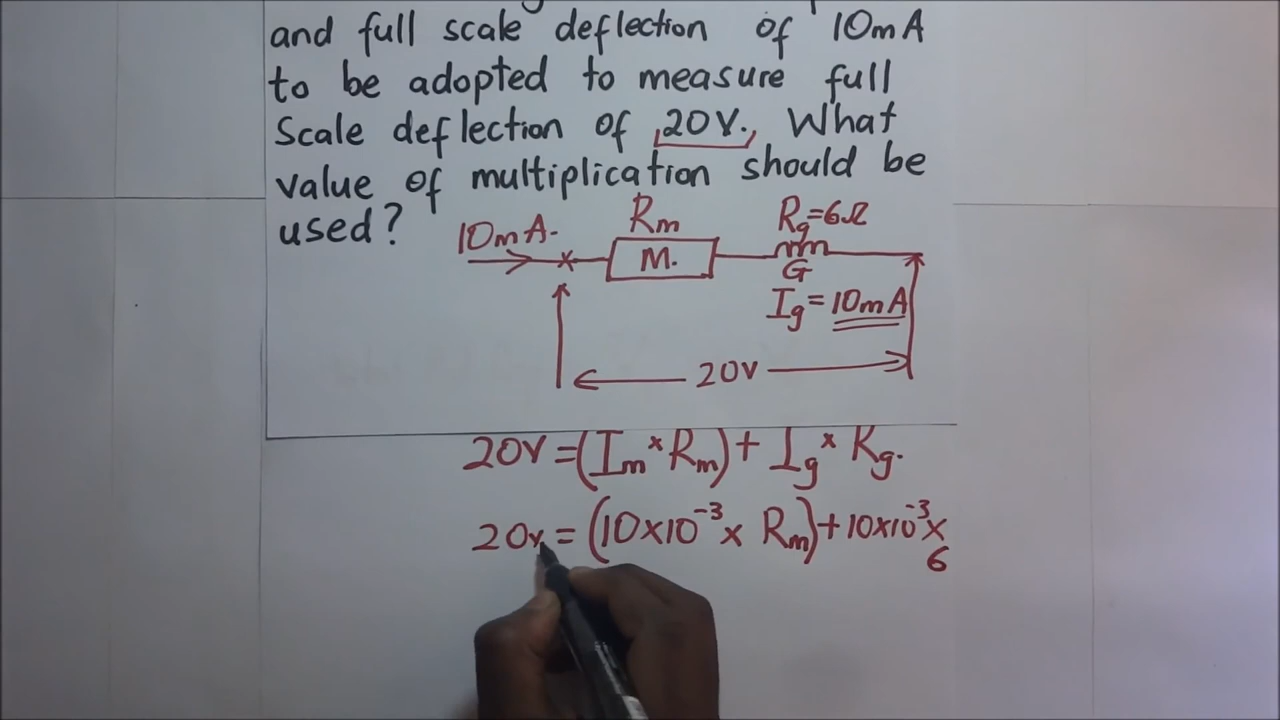 and full scale deflection of 10mA
to be adopted to measure full
Scale deflection of 20V. What
value of multiplication should be
used?
10mA.
Rm
M.
Rg=6Ω
G
Ig=10mA
20V
20V=(Im×Rm)+Ig×Rg.
20v=(10×10⁻³× Rm)+10×10⁻³×
6